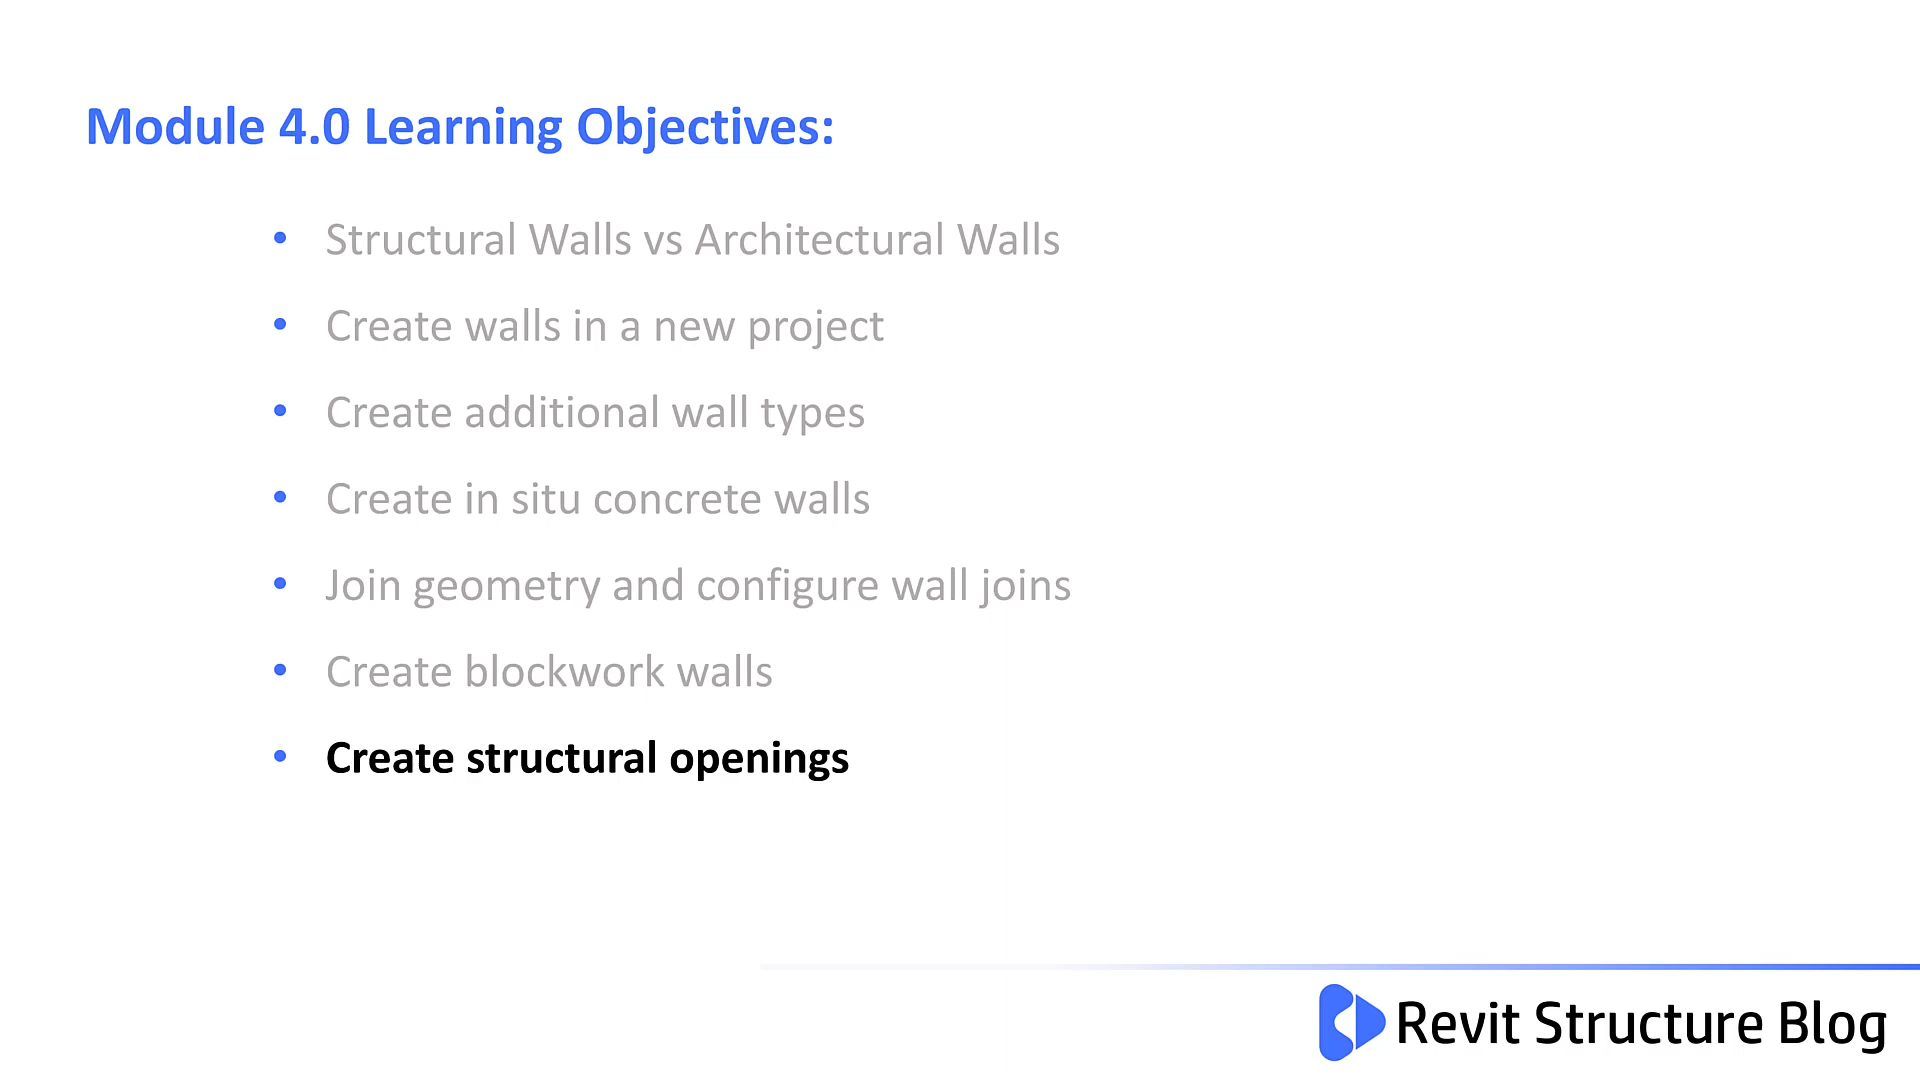 Module 4.0 Learning Objectives:
• Structural Walls vs Architectural Walls
• Create walls in a new project
• Create additional wall types
• Create in situ concrete walls
• Join geometry and configure wall joins
• Create blockwork walls
• Create structural openings
Revit Structure Blog